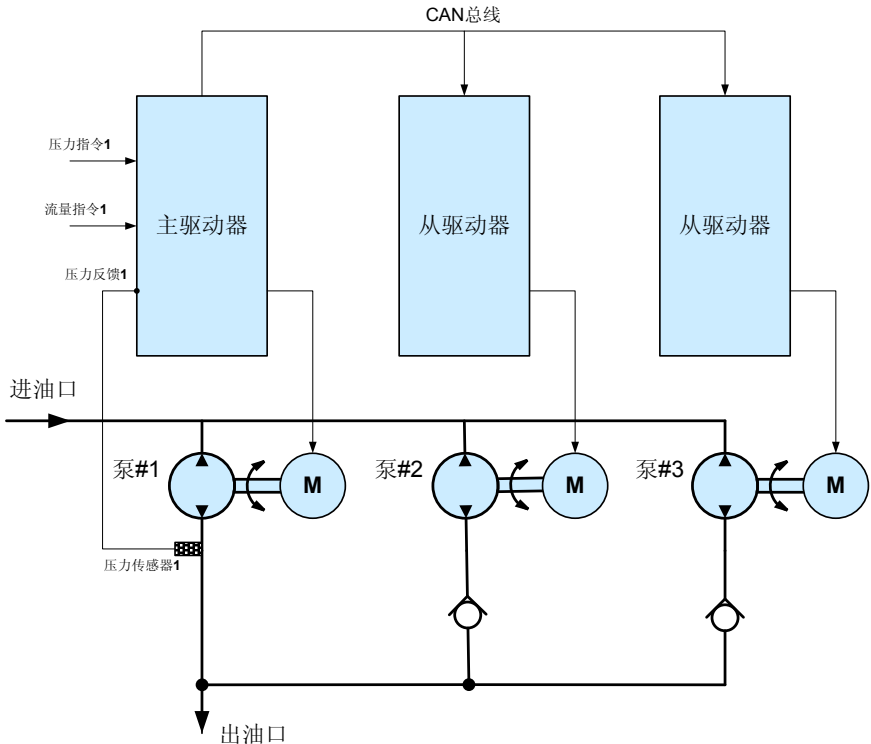 CAN总线
压力指令1
流量指令1
压力反馈1
主驱动器
从驱动器
从驱动器
进油口
泵#1
M
泵#2
M
泵#3
M
压力传感器1
出油口